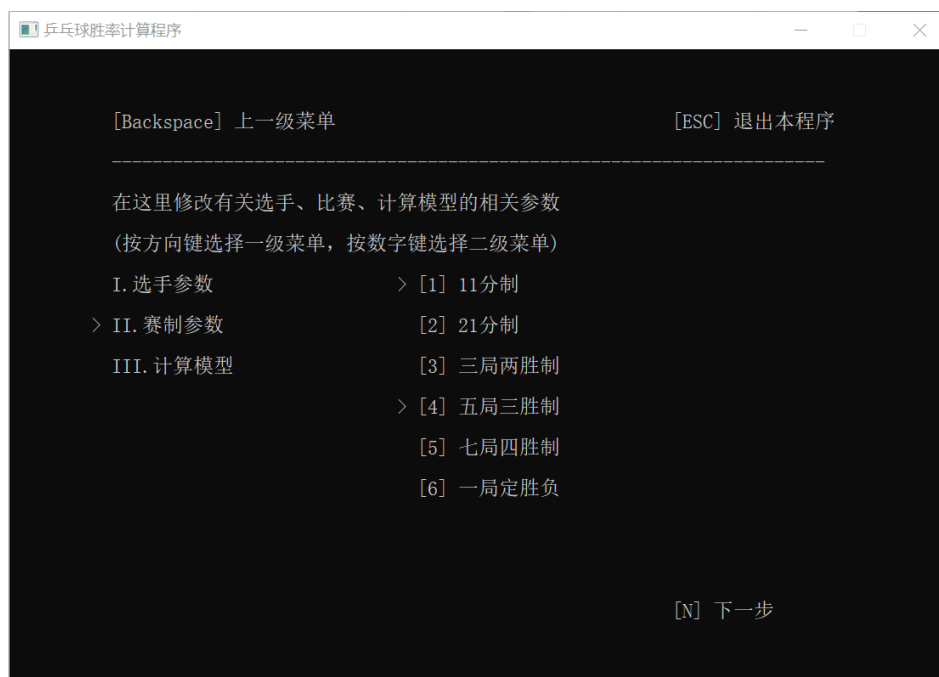 乒乓球胜率计算程序
[Backspace] 上一级菜单 [ESC] 退出本程序
在这里修改有关选手、比赛、计算模型的相关参数
(按方向键选择一级菜单，按数字键选择二级菜单)
I.选手参数 > [1] 11分制
> II.赛制参数 [2] 21分制
III.计算模型 [3] 三局两胜制
> [4] 五局三胜制
[5] 七局四胜制
[6] 一局定胜负
[N] 下一步